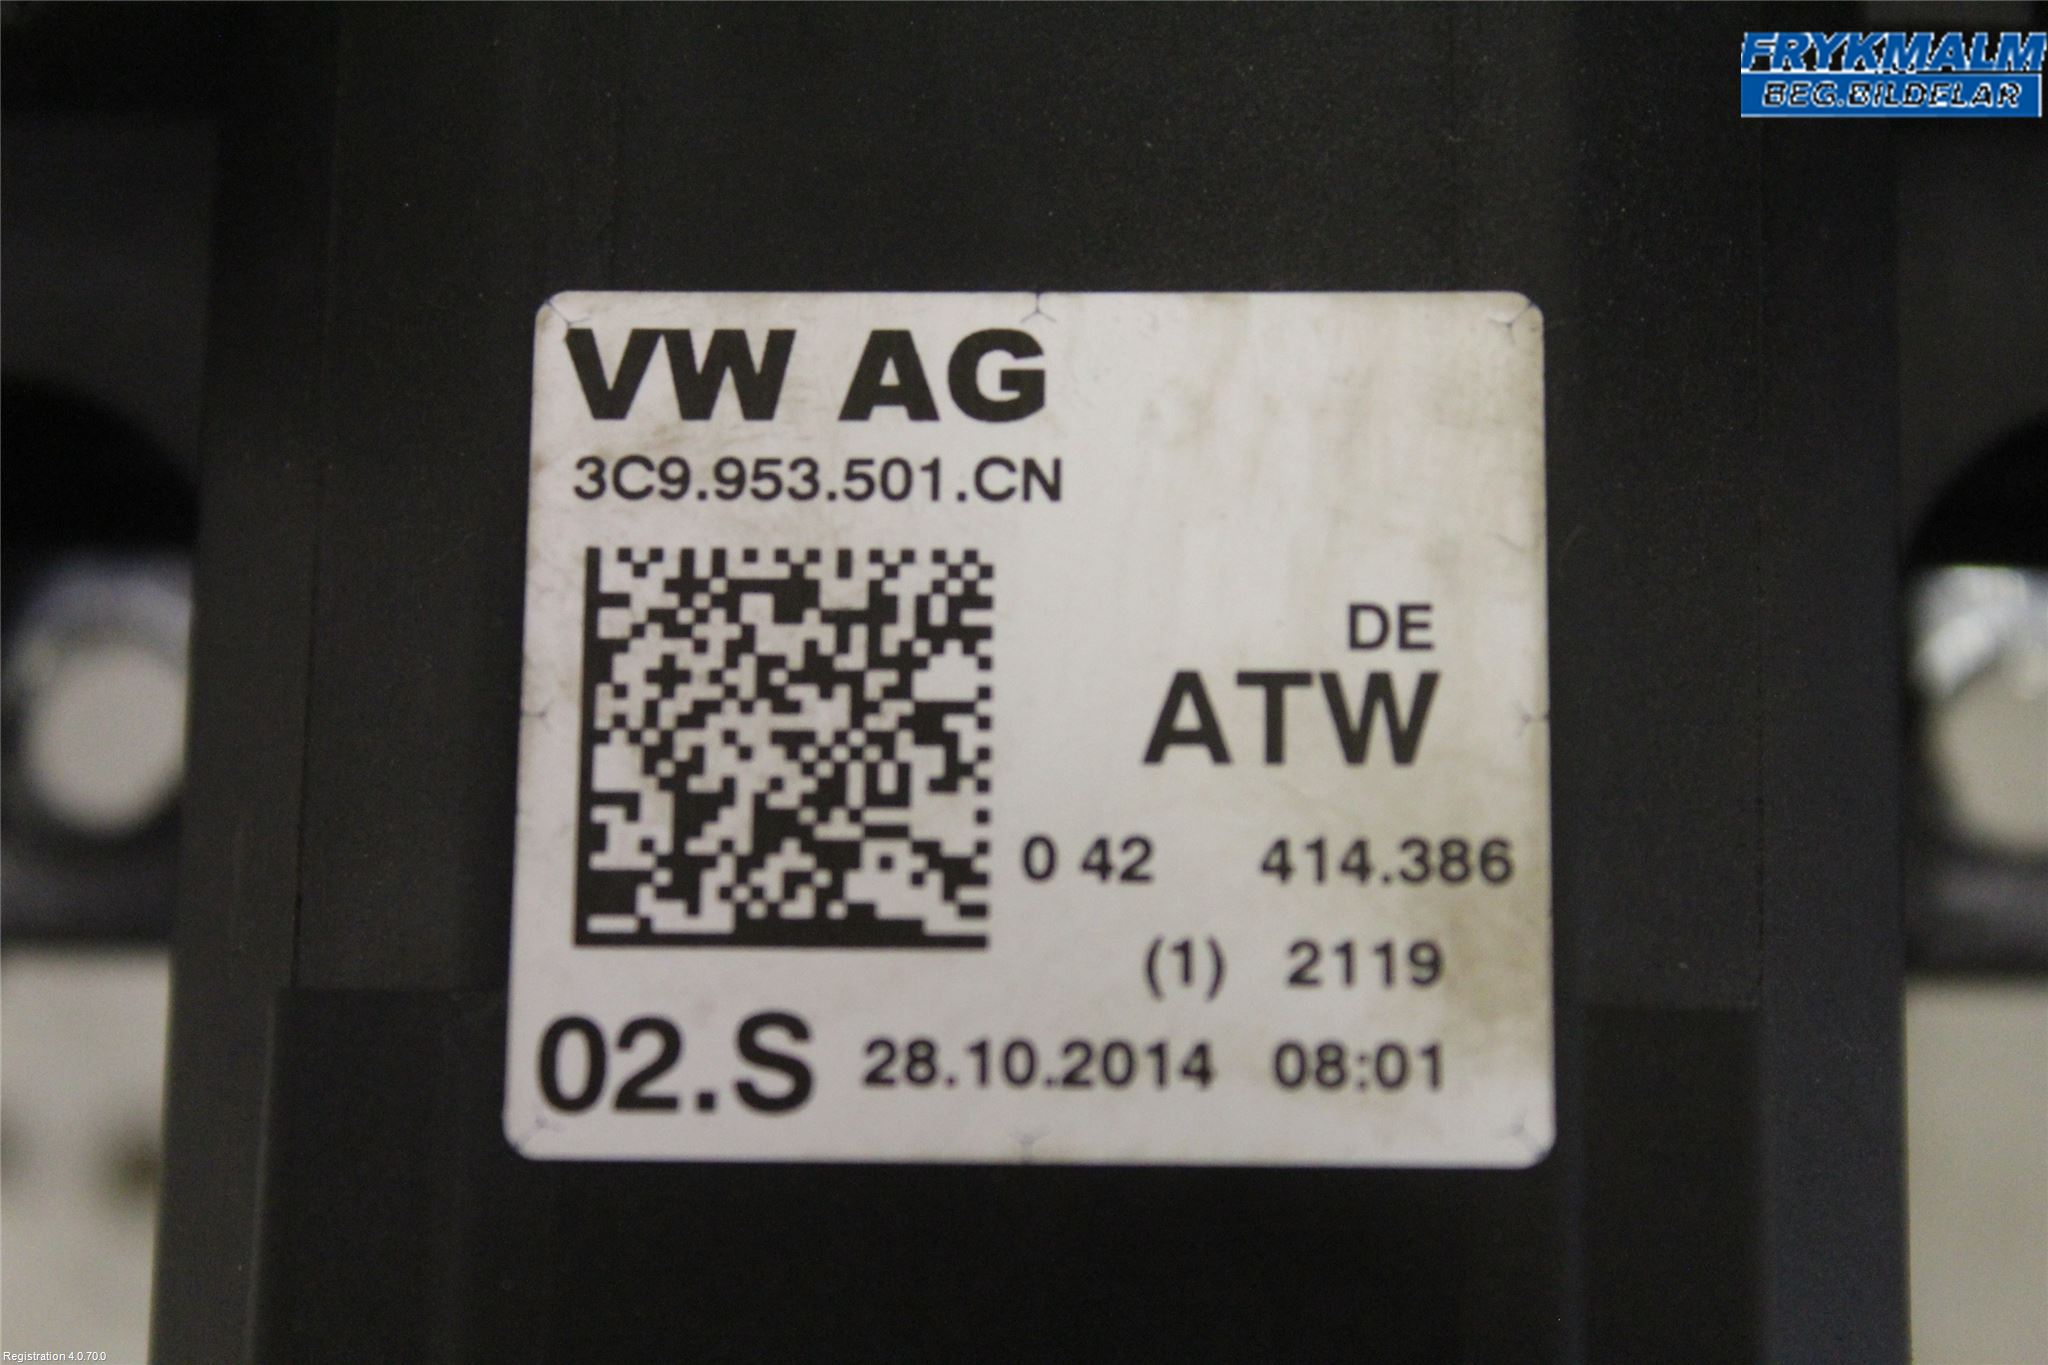 FRYKMALM
BEG.BILDELAR
VW AG
3C9.953.501.CN
DE
ATW
0 42 414.386
(1) 2119
02.S 28.10.2014 08:01
Registration 4.0.70.0